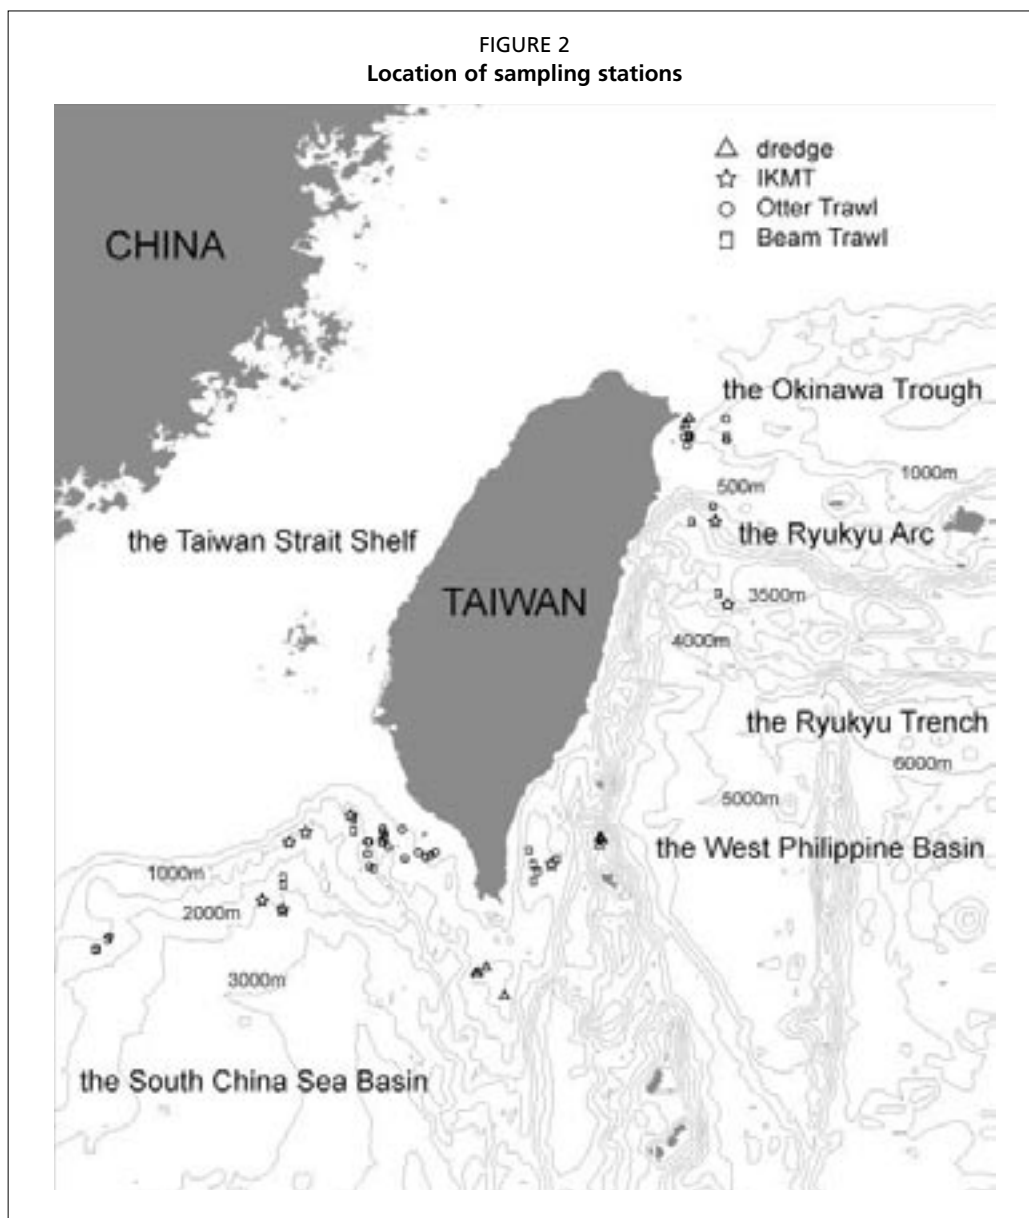 FIGURE 2
Location of sampling stations
dredge
IKMT
Otter Trawl
Beam Trawl
CHINA
the Okinawa Trough
1000m
500m
the Ryukyu Arc
the Taiwan Strait Shelf
TAIWAN
3500m
4000m
the Ryukyu Trench
6000m
5000m
the West Philippine Basin
1000m
2000m
3000m
the South China Sea Basin